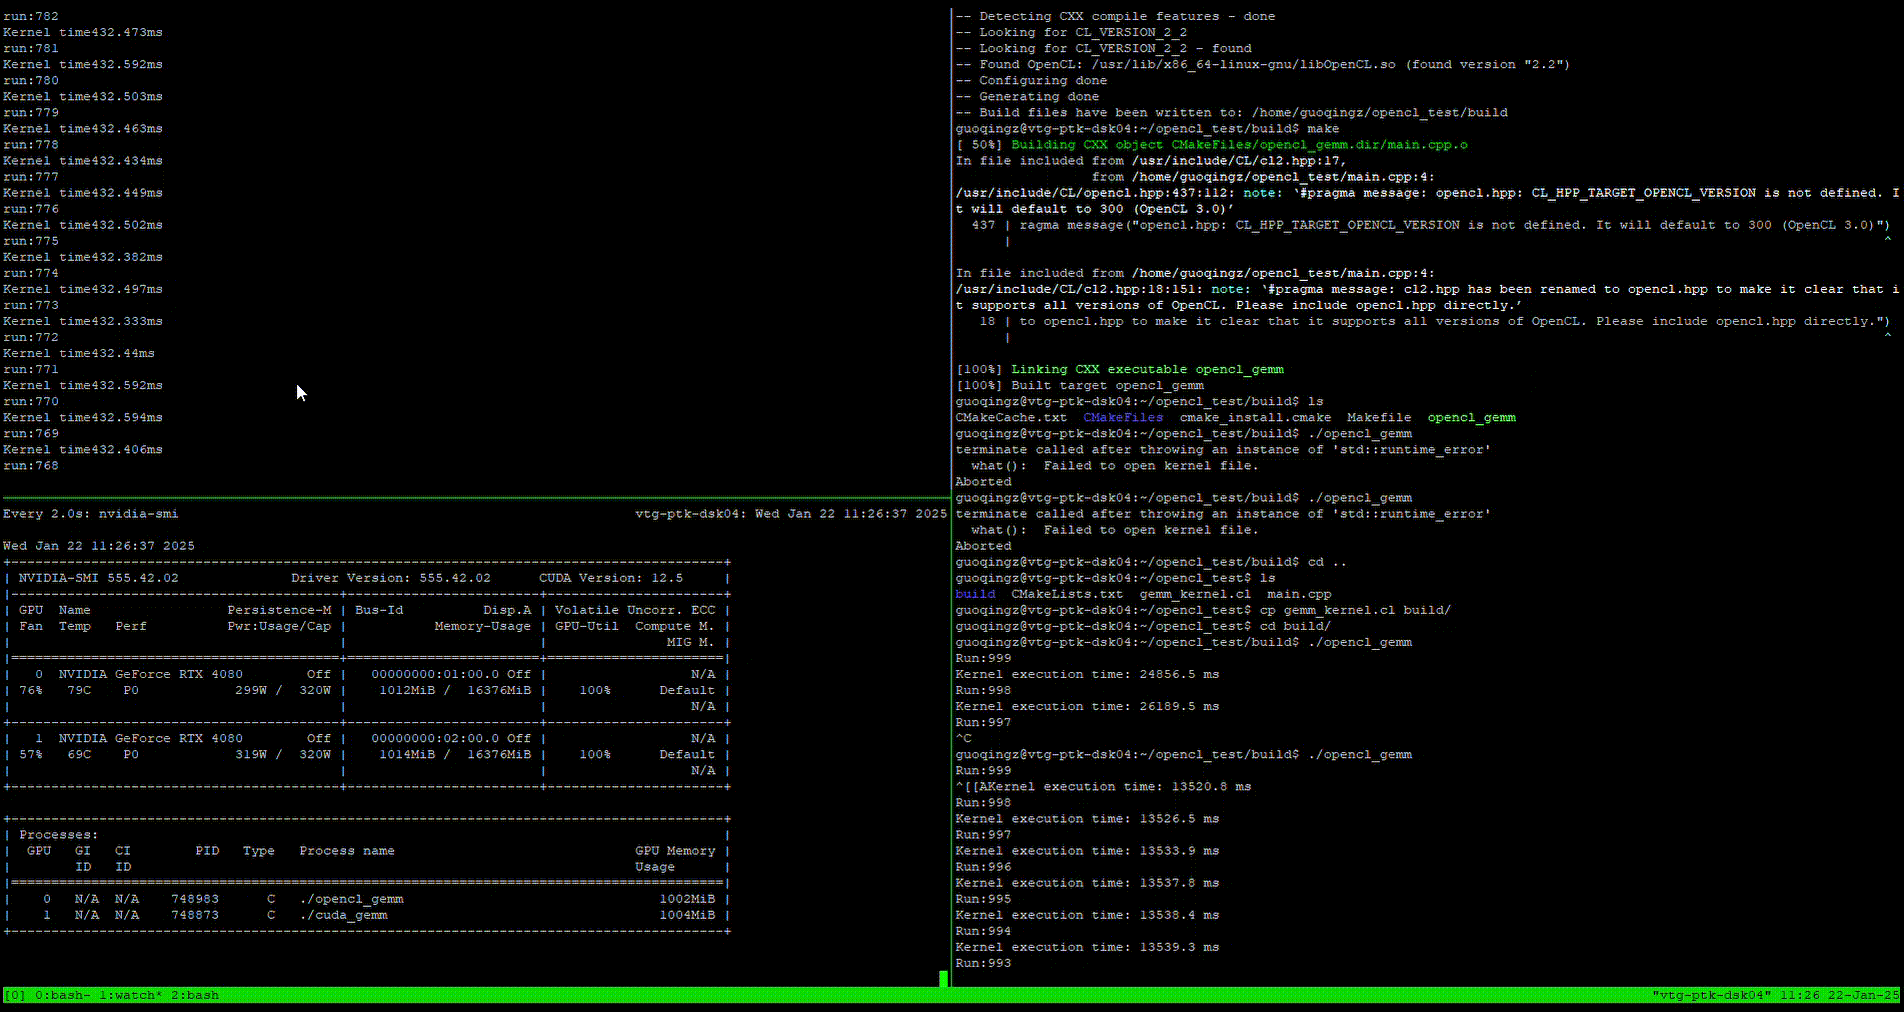 run:782
Kernel time432.473ms
run:781
Kernel time432.592ms
run:780
Kernel time432.503ms
run:779
Kernel time432.463ms
run:778
Kernel time432.434ms
run:777
Kernel time432.449ms
run:776
Kernel time432.502ms
run:775
Kernel time432.382ms
run:774
Kernel time432.497ms
run:773
Kernel time432.333ms
run:772
Kernel time432.44ms
run:771
Kernel time432.592ms
run:770
Kernel time432.594ms
run:769
Kernel time432.406ms
run:768
Every 2.0s: nvidia-smi vtg-ptk-dsk04: Wed Jan 22 11:26:37 2025
Wed Jan 22 11:26:37 2025
| NVIDIA-SMI 555.42.02 Driver Version: 555.42.02 CUDA Version: 12.5 |
| GPU Name Persistence-M | Bus-Id Disp.A | Volatile Uncorr. ECC |
| Fan Temp Perf Pwr:Usage/Cap | Memory-Usage | GPU-Util Compute M. |
| | | MIG M. |
| 0 NVIDIA GeForce RTX 4080 Off | 00000000:01:00.0 Off | N/A |
| 76% 79C P0 299W / 320W | 1012MiB / 16376MiB | 100% Default |
| | | N/A |
| 1 NVIDIA GeForce RTX 4080 Off | 00000000:02:00.0 Off | N/A |
| 57% 69C P0 319W / 320W | 1014MiB / 16376MiB | 100% Default |
| | | N/A |
| Processes: |
| GPU GI CI PID Type Process name GPU Memory |
| ID ID Usage |
| 0 N/A N/A 748983 C ./opencl_gemm 1002MiB |
| 1 N/A N/A 748873 C ./cuda_gemm 1004MiB |
-- Detecting CXX compile features - done
-- Looking for CL_VERSION_2_2
-- Looking for CL_VERSION_2_2 - found
-- Found OpenCL: /usr/lib/x86_64-linux-gnu/libOpenCL.so (found version "2.2")
-- Configuring done
-- Generating done
-- Build files have been written to: /home/guoqingz/opencl_test/build
guoqingz@vtg-ptk-dsk04:~/opencl_test/build$ make
[ 50%] Building CXX object CMakeFiles/opencl_gemm.dir/main.cpp.o
In file included from /usr/include/CL/cl2.hpp:17,
from /home/guoqingz/opencl_test/main.cpp:4:
/usr/include/CL/opencl.hpp:437:112: note: ‘#pragma message: opencl.hpp: CL_HPP_TARGET_OPENCL_VERSION is not defined. I
t will default to 300 (OpenCL 3.0)’
437 | ragma message("opencl.hpp: CL_HPP_TARGET_OPENCL_VERSION is not defined. It will default to 300 (OpenCL 3.0)")
| ^
In file included from /home/guoqingz/opencl_test/main.cpp:4:
/usr/include/CL/cl2.hpp:18:151: note: ‘#pragma message: cl2.hpp has been renamed to opencl.hpp to make it clear that i
t supports all versions of OpenCL. Please include opencl.hpp directly.’
18 | to opencl.hpp to make it clear that it supports all versions of OpenCL. Please include opencl.hpp directly.")
| ^
[100%] Linking CXX executable opencl_gemm
[100%] Built target opencl_gemm
guoqingz@vtg-ptk-dsk04:~/opencl_test/build$ ls
CMakeCache.txt CMakeFiles cmake_install.cmake Makefile opencl_gemm
guoqingz@vtg-ptk-dsk04:~/opencl_test/build$ ./opencl_gemm
terminate called after throwing an instance of 'std::runtime_error'
what(): Failed to open kernel file.
Aborted
guoqingz@vtg-ptk-dsk04:~/opencl_test/build$ ./opencl_gemm
terminate called after throwing an instance of 'std::runtime_error'
what(): Failed to open kernel file.
Aborted
guoqingz@vtg-ptk-dsk04:~/opencl_test/build$ cd ..
guoqingz@vtg-ptk-dsk04:~/opencl_test$ ls
build CMakeLists.txt gemm_kernel.cl main.cpp
guoqingz@vtg-ptk-dsk04:~/opencl_test$ cp gemm_kernel.cl build/
guoqingz@vtg-ptk-dsk04:~/opencl_test$ cd build/
guoqingz@vtg-ptk-dsk04:~/opencl_test/build$ ./opencl_gemm
Run:999
Kernel execution time: 24856.5 ms
Run:998
Kernel execution time: 26189.5 ms
Run:997
^C
guoqingz@vtg-ptk-dsk04:~/opencl_test/build$ ./opencl_gemm
Run:999
^[[AKernel execution time: 13520.8 ms
Run:998
Kernel execution time: 13526.5 ms
Run:997
Kernel execution time: 13533.9 ms
Run:996
Kernel execution time: 13537.8 ms
Run:995
Kernel execution time: 13538.4 ms
Run:994
Kernel execution time: 13539.3 ms
Run:993
[0] 0:bash- 1:watch* 2:bash "vtg-ptk-dsk04" 11:26 22-Jan-25